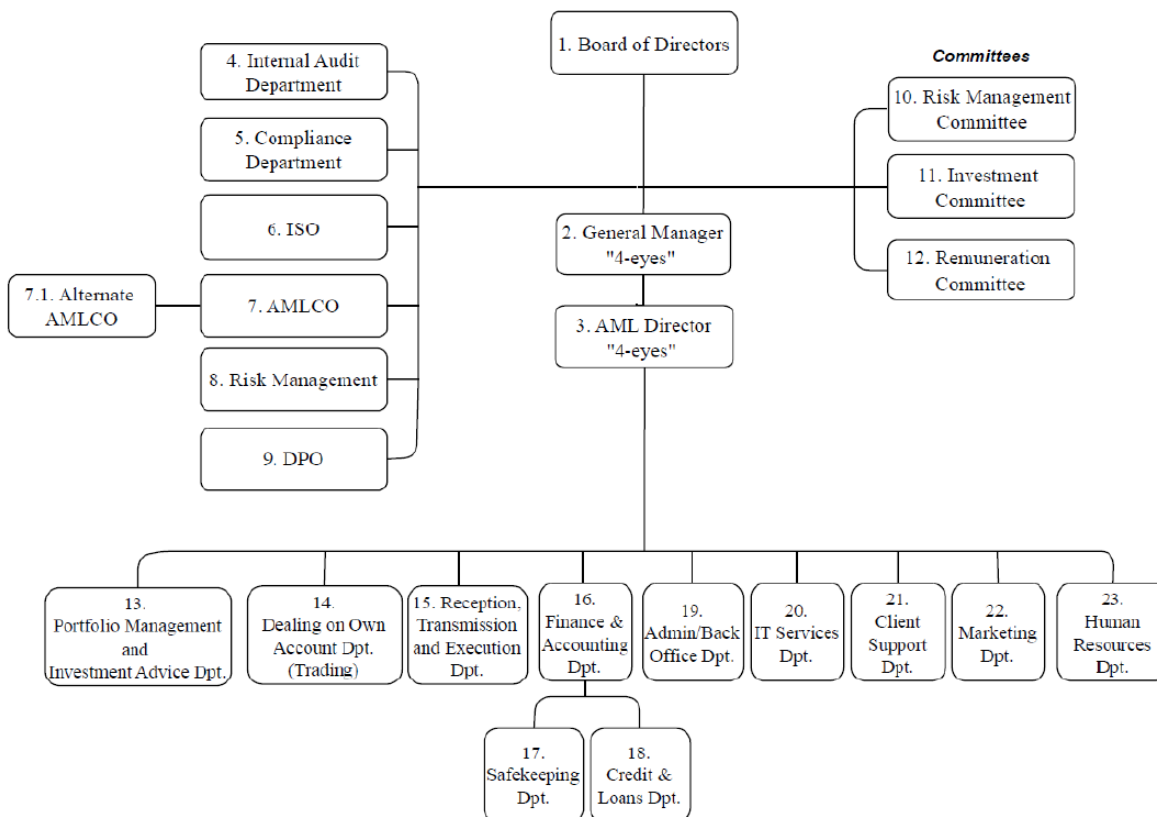 1. Board of Directors
4. Internal Audit
Department
Committees
10. Risk Management
Committee
5. Compliance
Department
11. Investment
Committee
6. ISO
2. General Manager
"4-eyes"
12. Remuneration
Committee
7.1. Alternate
AMLCO
7. AMLCO
3. AML Director
"4-eyes"
8. Risk Management
9. DPO
13.
Portfolio Management
and
Investment Advice Dpt.
14.
Dealing on Own
Account Dpt.
(Trading)
15. Reception,
Transmission
and Execution
Dpt.
16.
Finance &
Accounting
Dpt.
19.
Admin/Back
Office Dpt.
20.
IT Services
Dpt.
21.
Client
Support Dpt.
22.
Marketing
Dpt.
23.
Human
Resources
Dpt.
17.
Safekeeping
Dpt.
18.
Credit &
Loans Dpt.